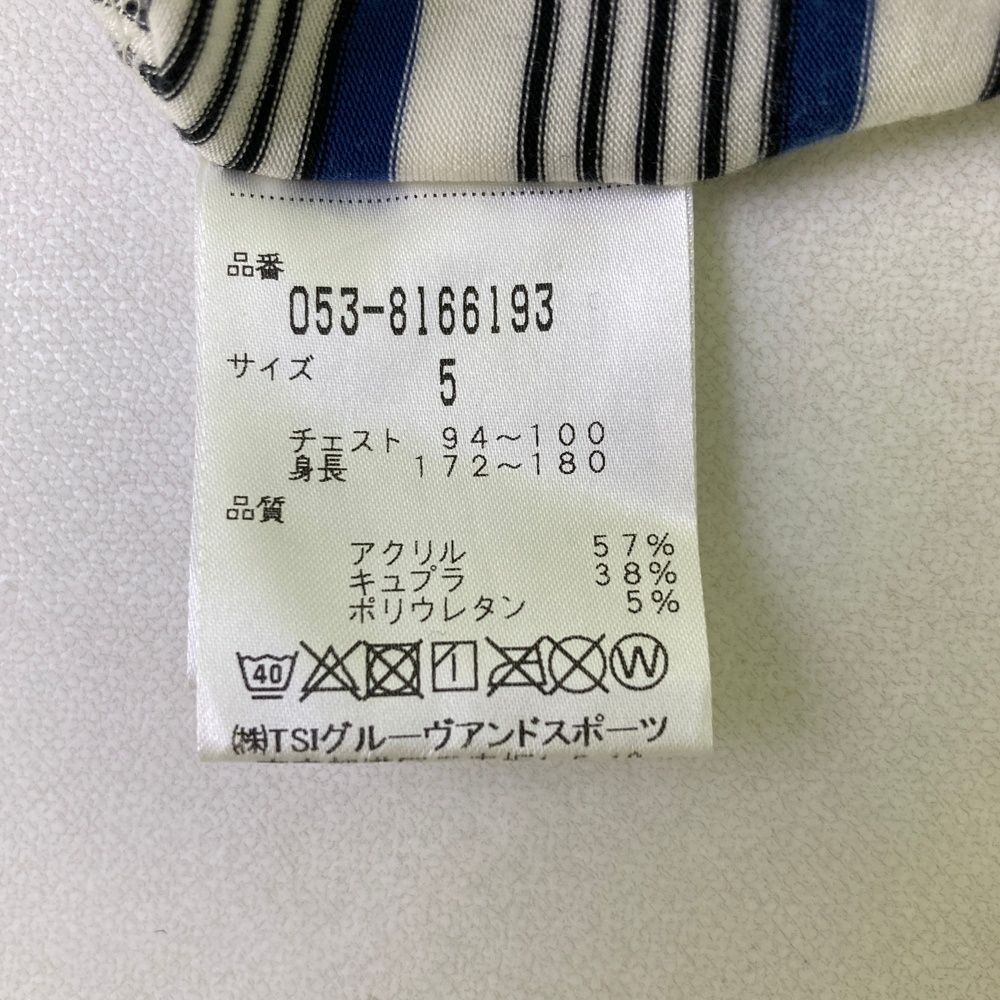 品番
053-8166193
サイズ 5
チェスト 94～100
身長 172～180
品質
アクリル 57%
キュプラ 38%
ポリウレタン 5%
40 W
㈱TSIグルーヴアンドスポーツ